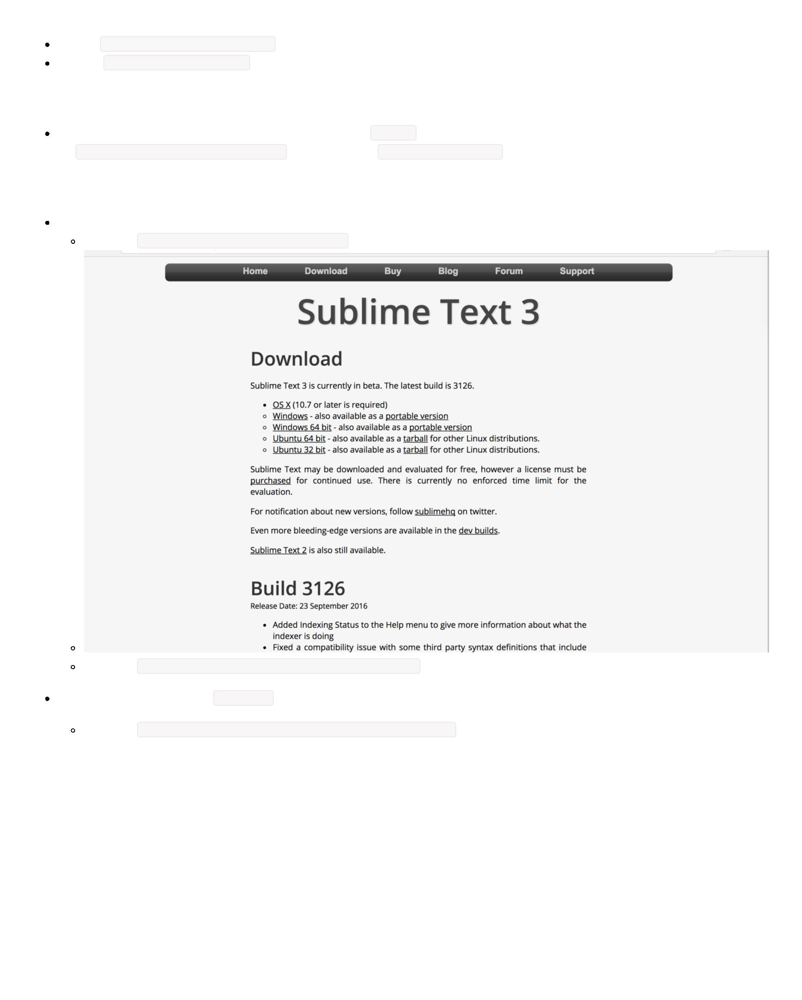 Home Download Buy Blog Forum Support
Sublime Text 3
Download
Sublime Text 3 is currently in beta. The latest build is 3126.
OS X (10.7 or later is required)
Windows - also available as a portable version
Windows 64 bit - also available as a portable version
Ubuntu 64 bit - also available as a tarball for other Linux distributions.
Ubuntu 32 bit - also available as a tarball for other Linux distributions.
Sublime Text may be downloaded and evaluated for free, however a license must be
purchased for continued use. There is currently no enforced time limit for the
evaluation.
For notification about new versions, follow sublimehq on twitter.
Even more bleeding-edge versions are available in the dev builds.
Sublime Text 2 is also still available.
Build 3126
Release Date: 23 September 2016
Added Indexing Status to the Help menu to give more information about what the
indexer is doing
Fixed a compatibility issue with some third party syntax definitions that include